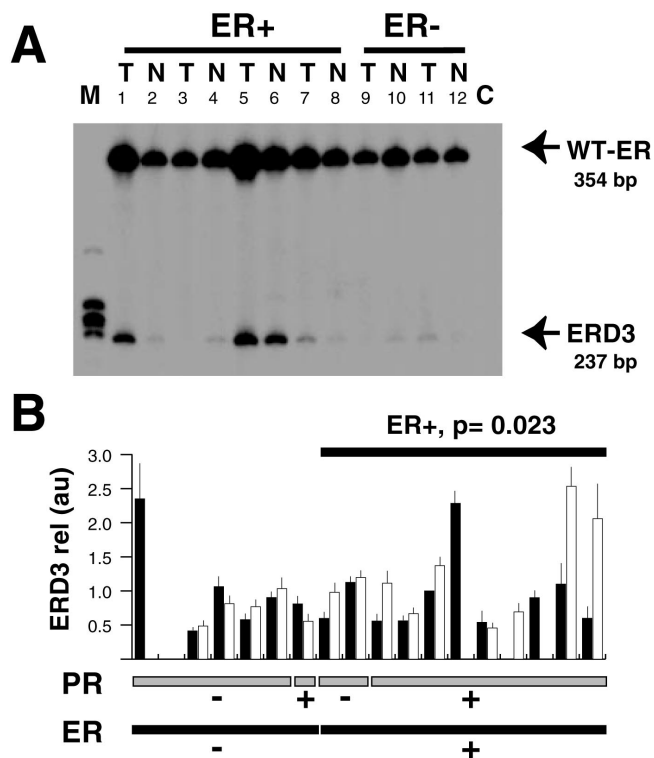 A
ER+ ER-
T N T N T N T N T N T N
M 1 2 3 4 5 6 7 8 9 10 11 12 C
WT-ER
354 bp
ERD3
237 bp
B
ER+, p= 0.023
ERD3 rel (au)
3.0
2.5
2.0
1.5
1.0
0.5
PR
- + - +
ER
- +